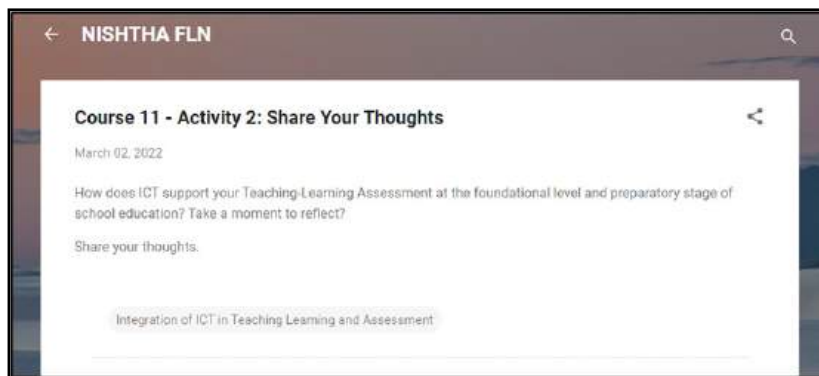 NISHTHA FLN
Course 11 - Activity 2: Share Your Thoughts
March 02, 2022
How does ICT support your Teaching-Learning Assessment at the foundational level and preparatory stage of
school education? Take a moment to reflect?
Share your thoughts.
Integration of ICT in Teaching Learning and Assessment